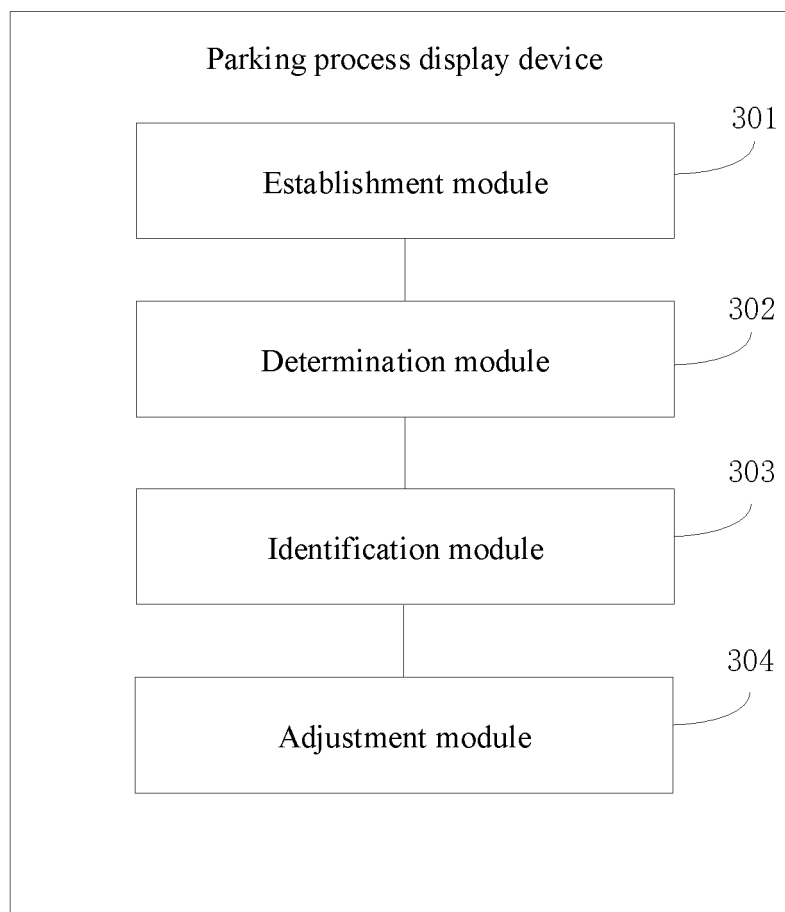 Parking process display device
301
Establishment module
302
Determination module
303
Identification module
304
Adjustment module